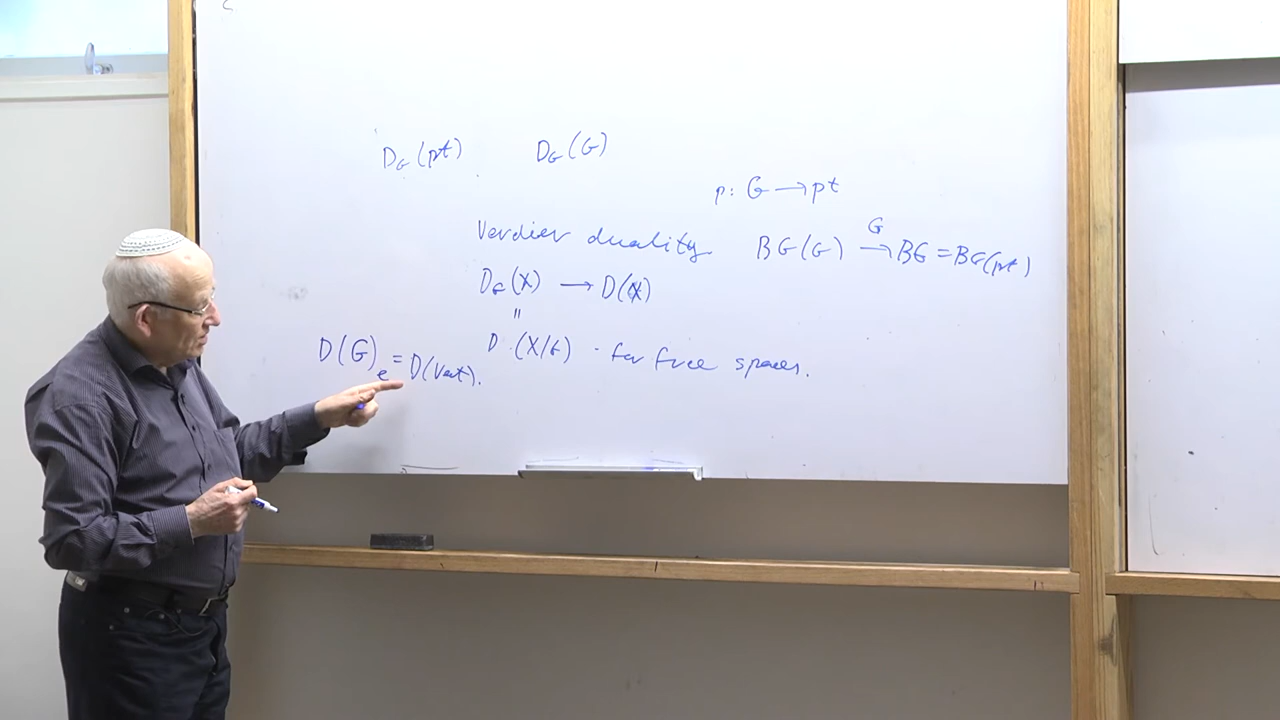 D_G(pt) D_G(G)
p: G → pt
Verdier duality BG(G) →^G BG = BG(pt)
D_G(X) → D(X)
=
D(G)_e = D(Vect). D (X/G) - for free spaces.